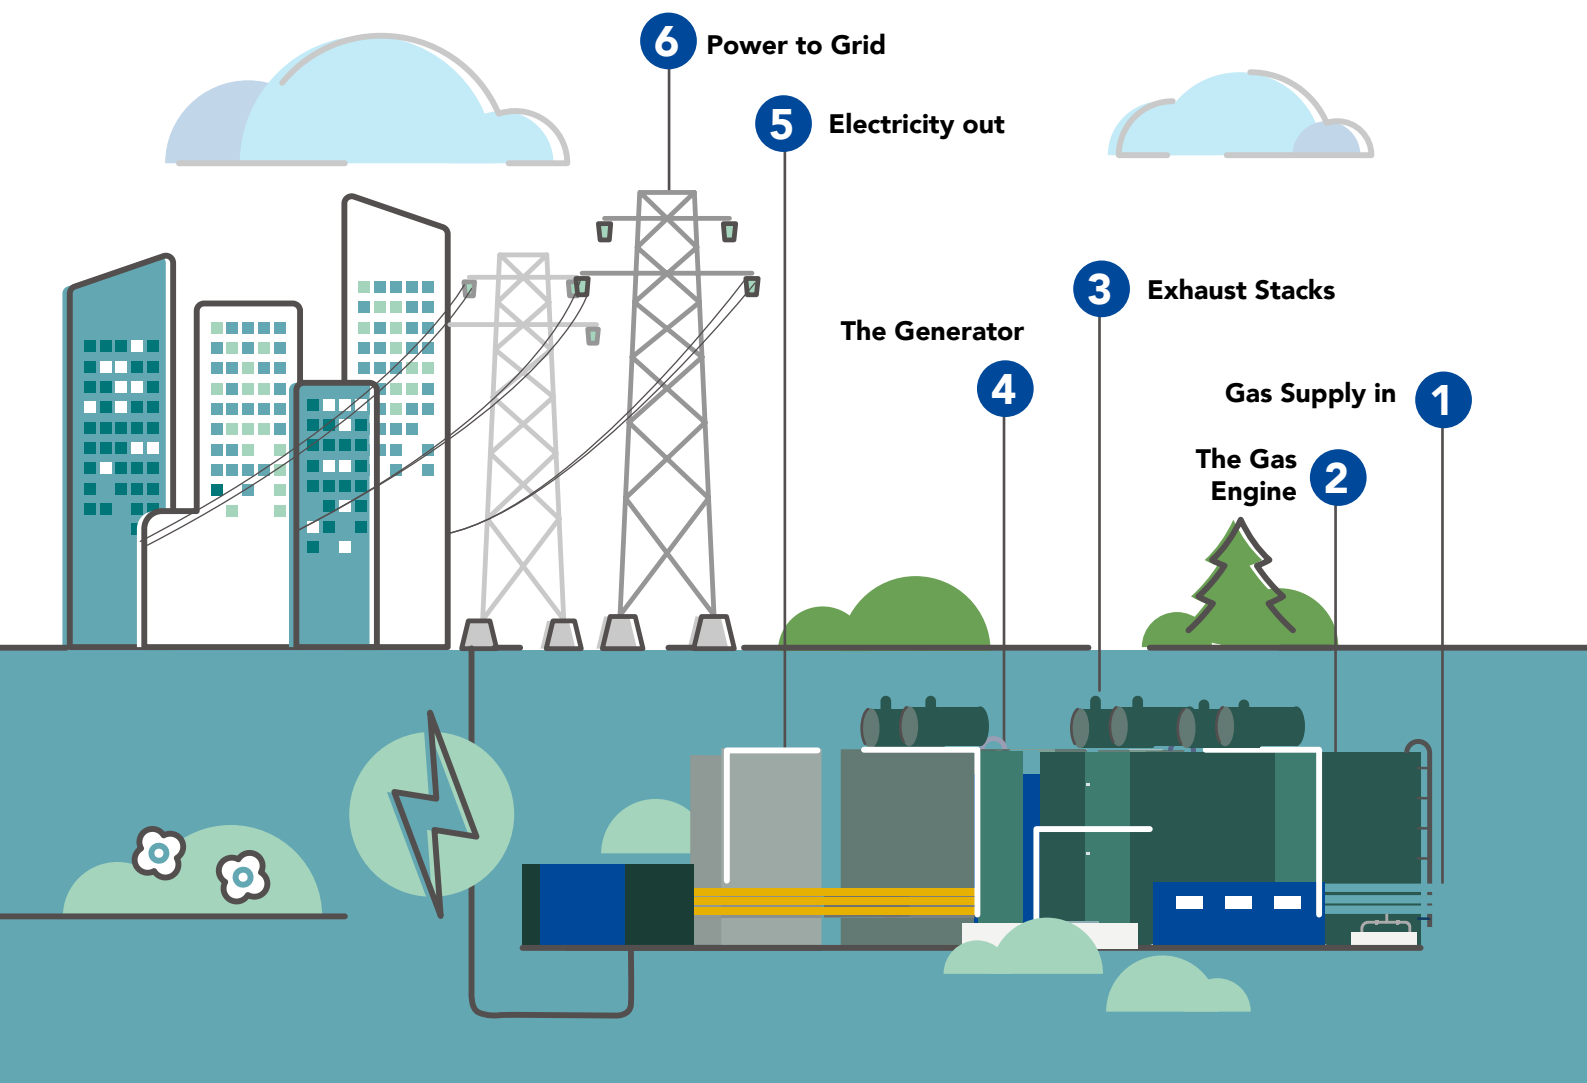 6 Power to Grid
5 Electricity out
3 Exhaust Stacks
The Generator
4
Gas Supply in 1
The Gas
Engine 2